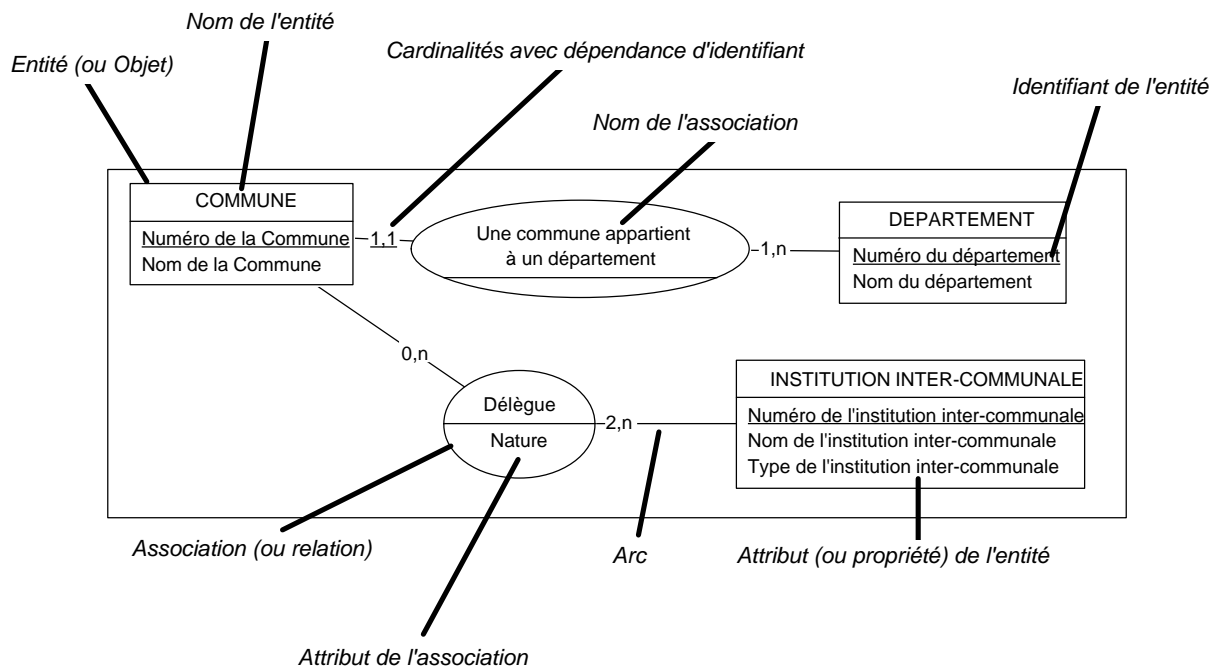 Nom de l'entité
Cardinalités avec dépendance d'identifiant
Entité (ou Objet)
Identifiant de l'entité
Nom de l'association
COMMUNE
Numéro de la Commune
Nom de la Commune
1,1
Une commune appartient
à un département
1,n
DEPARTEMENT
Numéro du département
Nom du département
0,n
Délègue
Nature
2,n
INSTITUTION INTER-COMMUNALE
Numéro de l'institution inter-communale
Nom de l'institution inter-communale
Type de l'institution inter-communale
Association (ou relation)
Arc
Attribut (ou propriété) de l'entité
Attribut de l'association